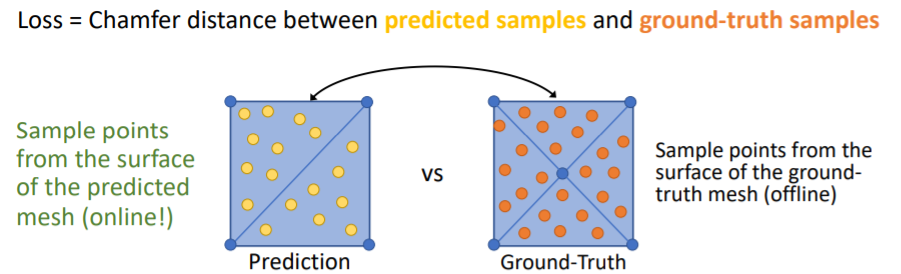 Loss = Chamfer distance between predicted samples and ground-truth samples
Sample points
from the surface
of the predicted
mesh (online!)
vs
Sample points from the
surface of the ground-
truth mesh (offline)
Prediction
Ground-Truth